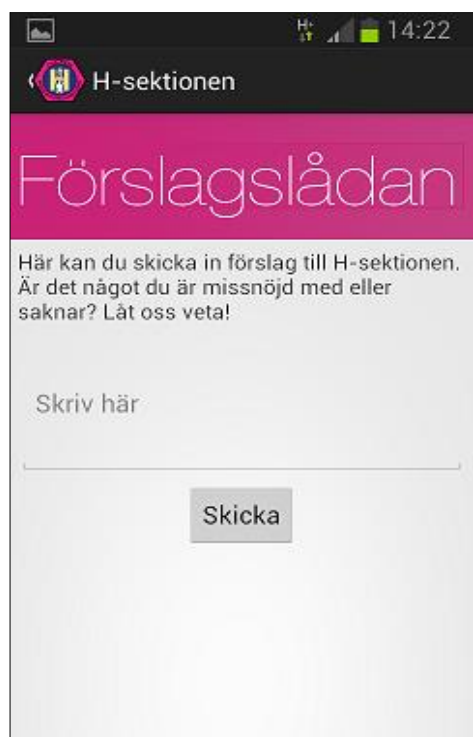 H+ 14:22
H-sektionen
Förslagslådan
Här kan du skicka in förslag till H-sektionen.
Är det något du är missnöjd med eller
saknar? Låt oss veta!
Skriv här
Skicka